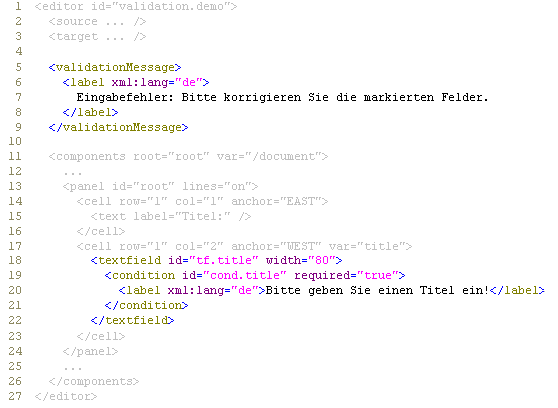 1 <editor id="validation.demo">
2   <source ... />
3   <target ... />
4
5   <validationMessage>
6     <label xml:lang="de">
7       Eingabefehler: Bitte korrigieren Sie die markierten Felder.
8     </label>
9   </validationMessage>
10
11   <components root="root" var="/document">
12     ...
13     <panel id="root" lines="on">
14       <cell row="1" col="1" anchor="EAST">
15         <text label="Titel:" />
16       </cell>
17       <cell row="1" col="2" anchor="WEST" var="title">
18         <textfield id="tf.title" width="80">
19           <condition id="cond.title" required="true">
20             <label xml:lang="de">Bitte geben Sie einen Titel ein!</label>
21           </condition>
22         </textfield>
23       </cell>
24     </panel>
25     ...
26   </components>
27 </editor>